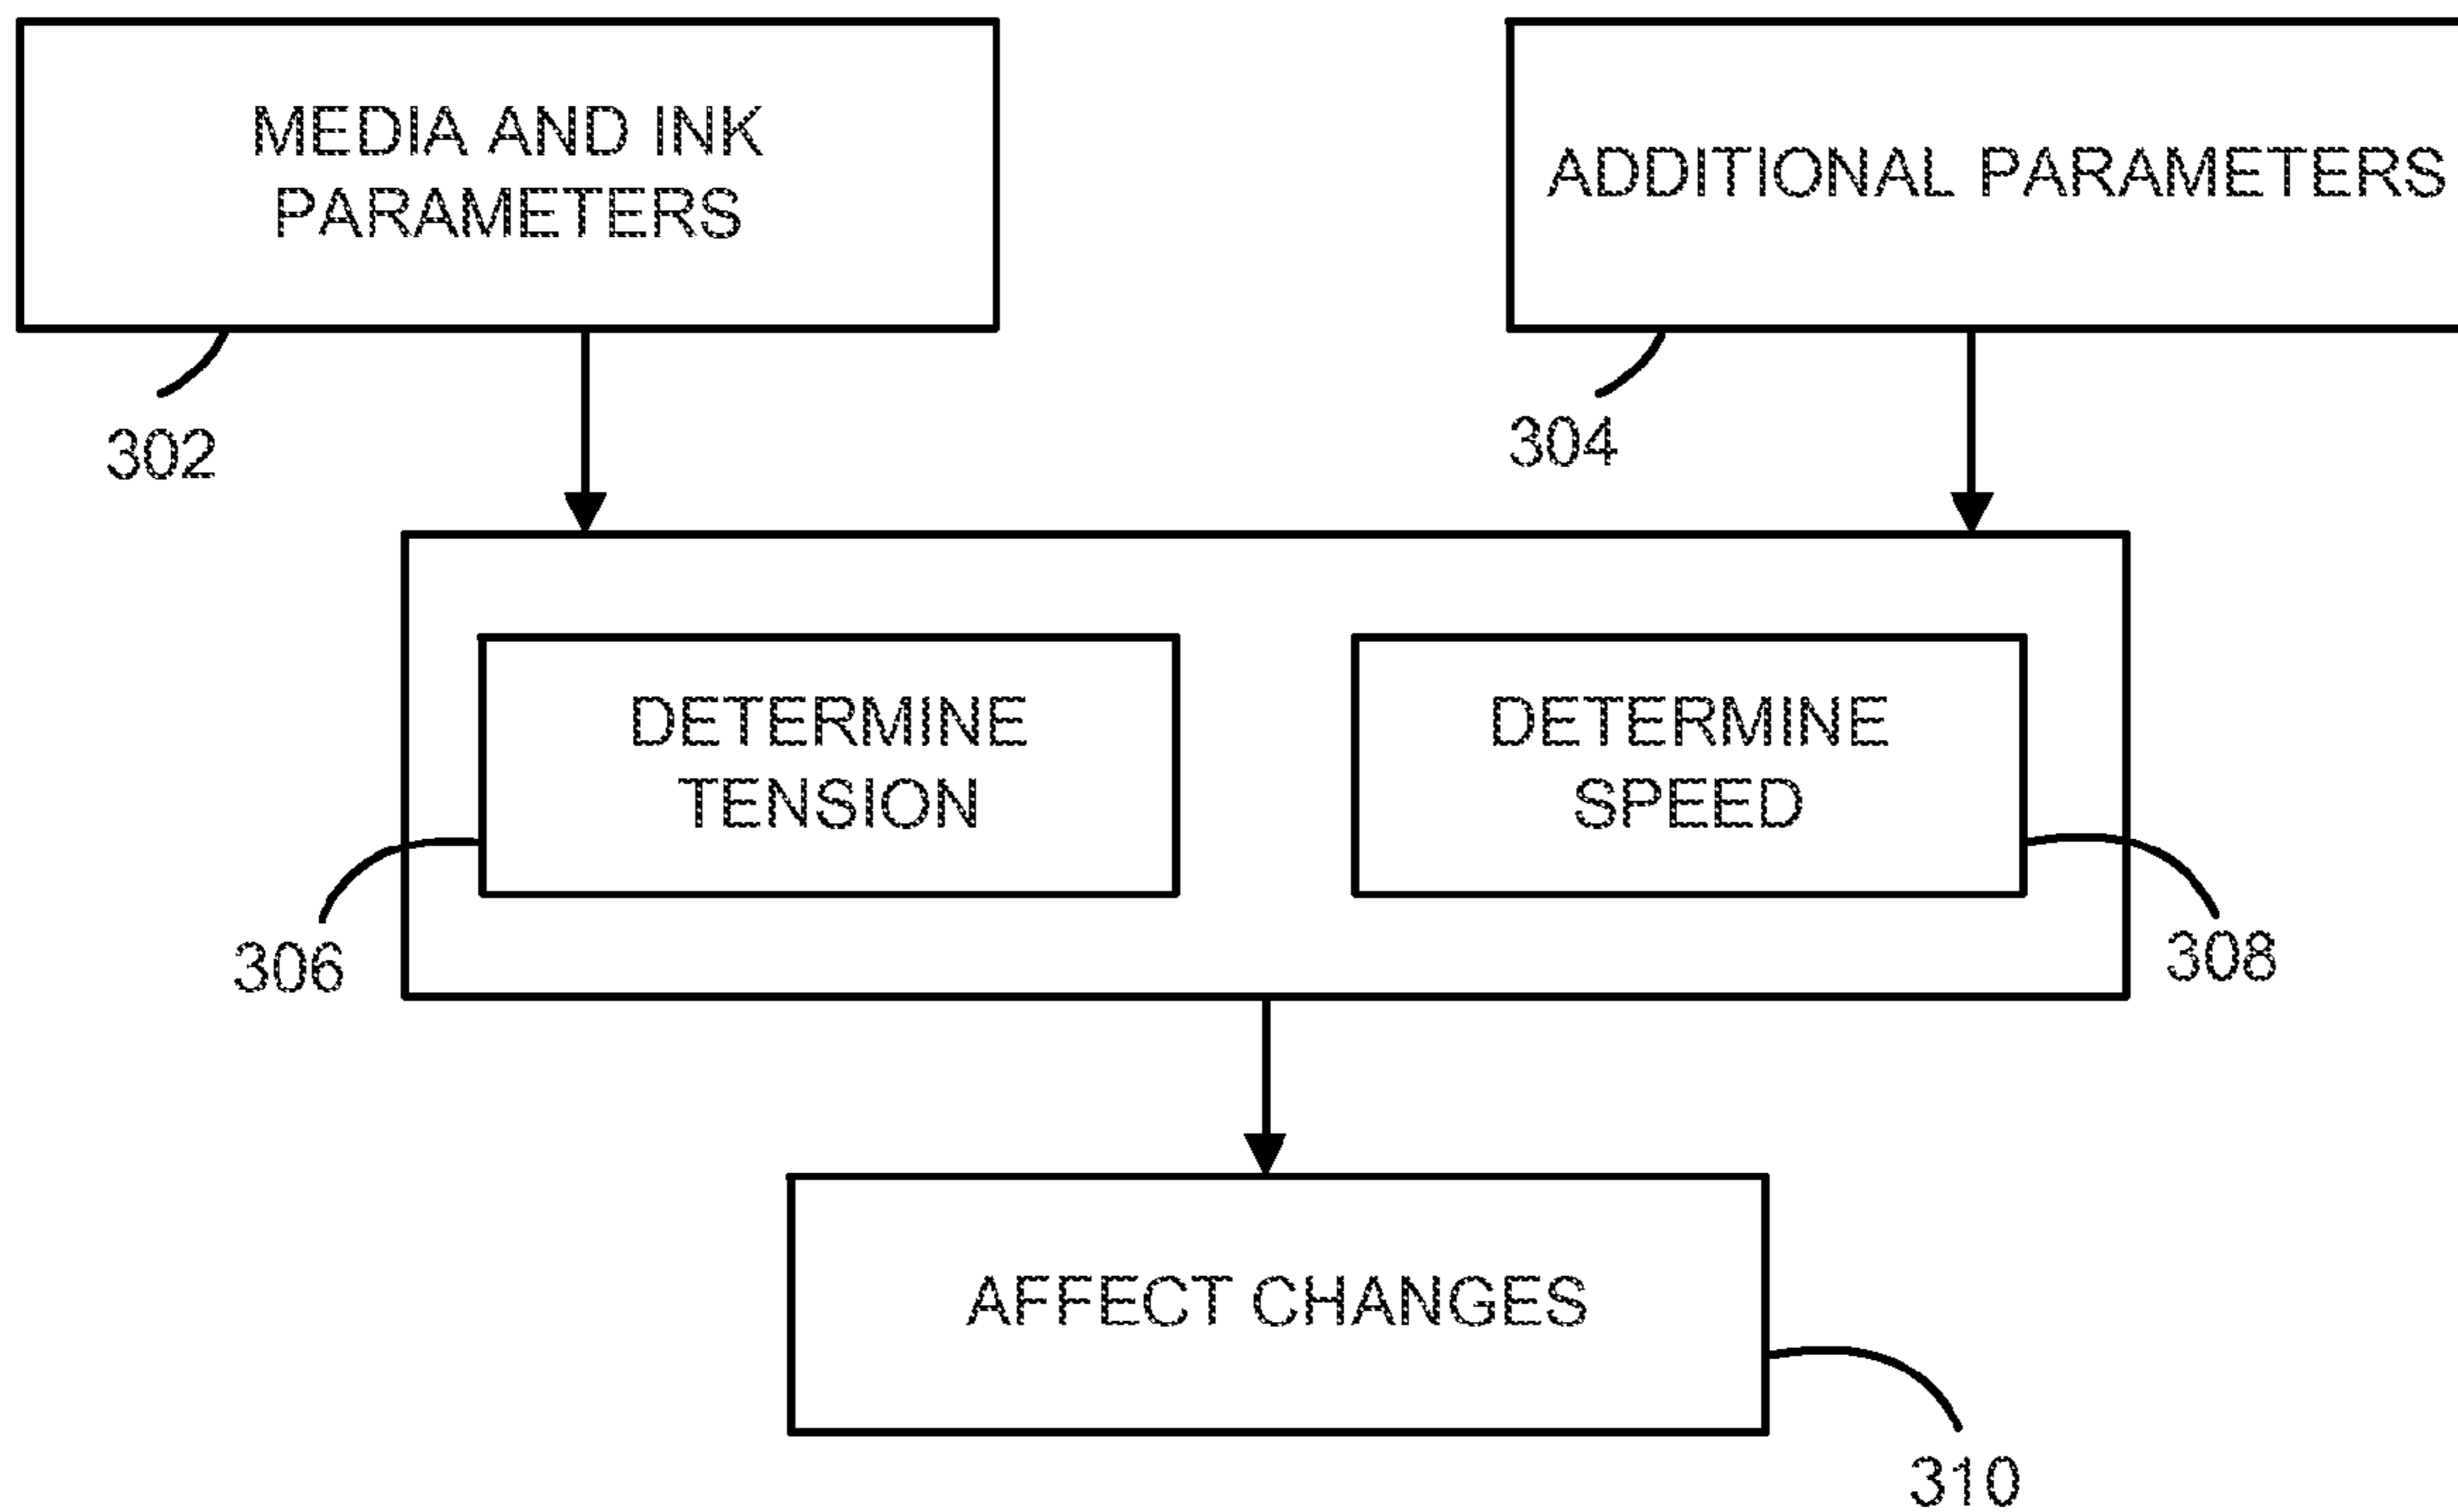 MEDIA AND INK
PARAMETERS
ADDITIONAL PARAMETERS
302
304
DETERMINE
TENSION
DETERMINE
SPEED
306
308
AFFECT CHANGES
310